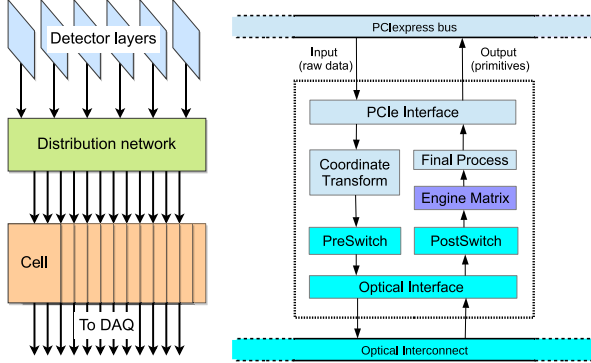 Detector layers
Distribution network
Cell
To DAQ
PCIexpress bus
Input
(raw data)
Output
(primitives)
PCIe Interface
Coordinate
Transform
Final Process
Engine Matrix
PreSwitch
PostSwitch
Optical Interface
Optical Interconnect